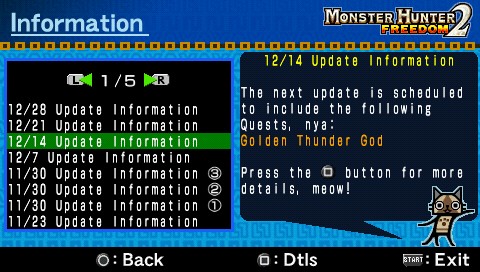 Information
MONSTER HUNTER
FREEDOM 2
L 1/5 R
12/28 Update Information
12/21 Update Information
12/14 Update Information
12/7 Update Information
11/30 Update Information ③
11/30 Update Information ②
11/30 Update Information ①
11/23 Update Information
12/14 Update Information
The next update is scheduled
to include the following
Quests, nya:
Golden Thunder God
Press the □ button for more
details, meow!
○: Back
□: Dtls
START: Exit